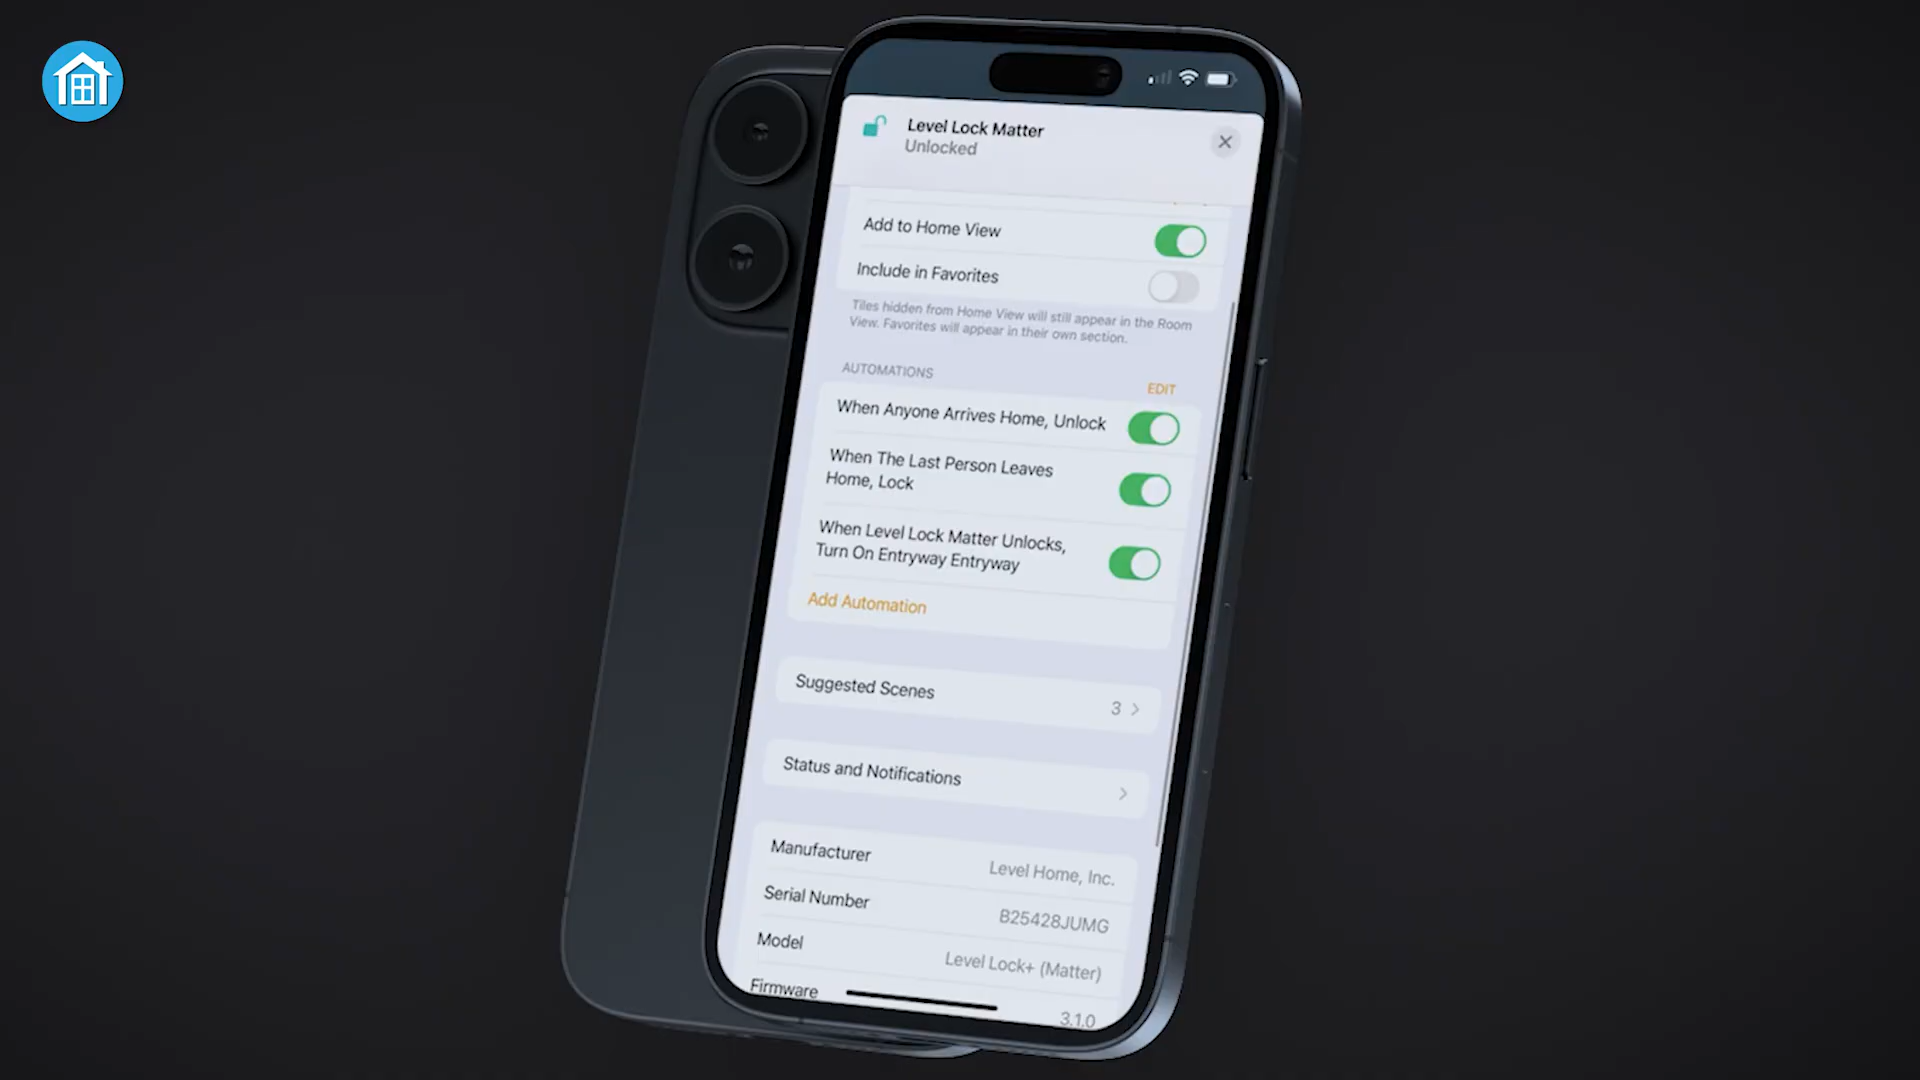 Level Lock Matter
Unlocked
Add to Home View
Include in Favorites
Tiles hidden from Home View will still appear in the Room
View. Favorites will appear in their own section.
AUTOMATIONS
EDIT
When Anyone Arrives Home, Unlock
When The Last Person Leaves
Home, Lock
When Level Lock Matter Unlocks,
Turn On Entryway Entryway
Add Automation
Suggested Scenes
3
Status and Notifications
Manufacturer
Level Home, Inc.
Serial Number
B25428JUMG
Model
Level Lock+ (Matter)
Firmware
3.1.0